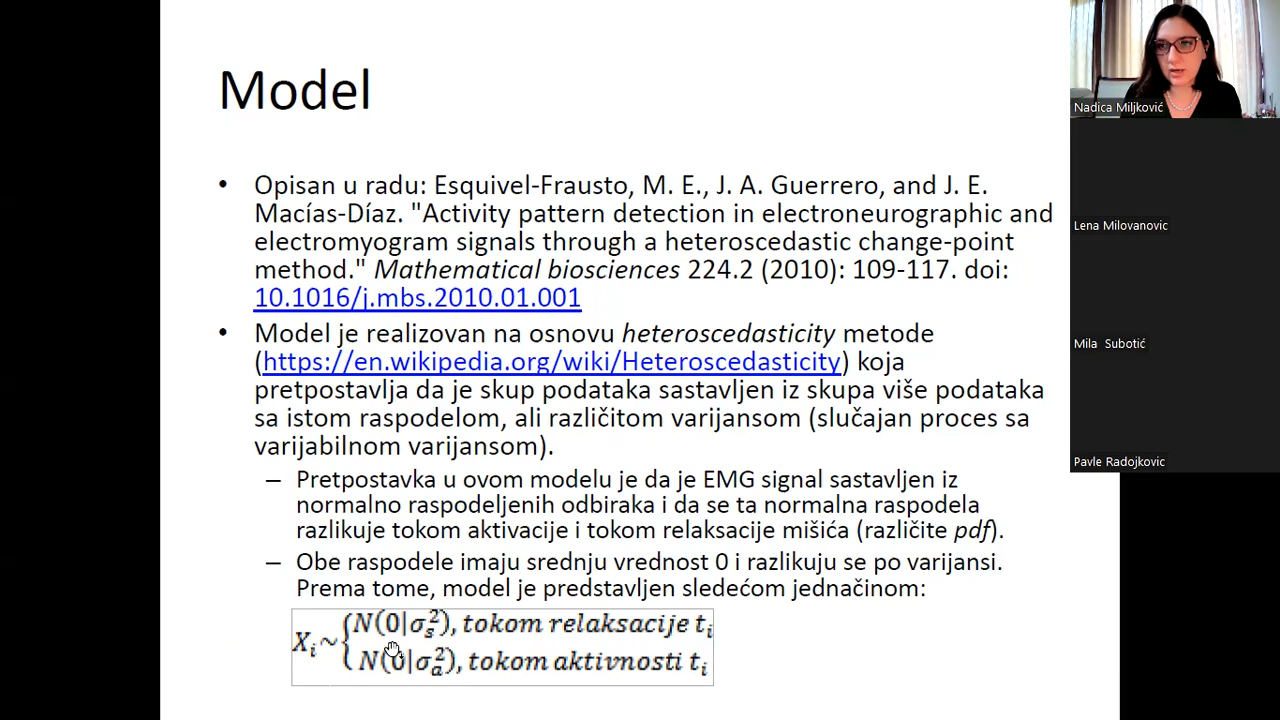 Model
• Opisan u radu: Esquivel-Frausto, M. E., J. A. Guerrero, and J. E.
Macías-Díaz. "Activity pattern detection in electroneurographic and
electromyogram signals through a heteroscedastic change-point
method." Mathematical biosciences 224.2 (2010): 109-117. doi:
10.1016/j.mbs.2010.01.001
• Model je realizovan na osnovu heteroscedasticity metode
(https://en.wikipedia.org/wiki/Heteroscedasticity) koja
pretpostavlja da je skup podataka sastavljen iz skupa više podataka
sa istom raspodelom, ali različitom varijansom (slučajan proces sa
varijabilnom varijansom).
– Pretpostavka u ovom modelu je da je EMG signal sastavljen iz
normalno raspodeljenih odbiraka i da se ta normalna raspodela
razlikuje tokom aktivacije i tokom relaksacije mišića (različite pdf).
– Obe raspodele imaju srednju vrednost 0 i razlikuju se po varijansi.
Prema tome, model je predstavljen sledećom jednačinom:
X_i ~ { N(0|σ_s^2), tokom relaksacije t_i
N(0|σ_a^2), tokom aktivnosti t_i
Nadica Miljković
Lena Milovanovic
Mila Subotić
Pavle Radojkovic